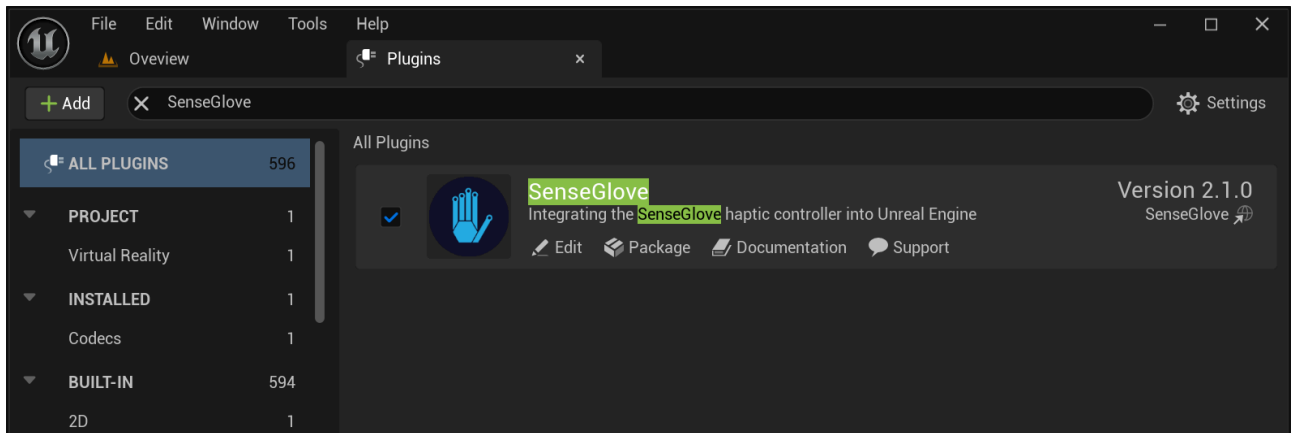 File Edit Window Tools Help
Oveview Plugins
Add SenseGlove Settings
ALL PLUGINS 596
PROJECT 1
Virtual Reality 1
INSTALLED 1
Codecs 1
BUILT-IN 594
2D 1
All Plugins
SenseGlove Version 2.1.0
Integrating the SenseGlove haptic controller into Unreal Engine SenseGlove
Edit Package Documentation Support